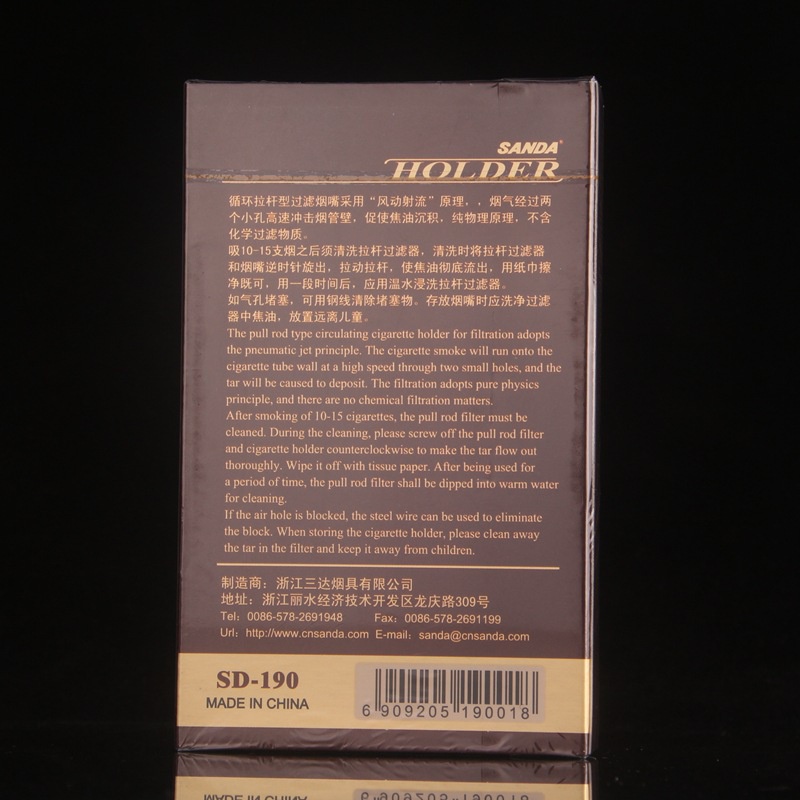 SANDA®
HOLDER
循环拉杆型过滤烟嘴采用“风动射流”原理,,烟气经过两
个小孔高速冲击烟管壁，促使焦油沉积，纯物理原理，不含
化学过滤物质。
吸10-15支烟之后须清洗拉杆过滤器，清洗时将拉杆过滤器
和烟嘴逆时针旋出，拉动拉杆，使焦油彻底流出，用纸巾擦
净既可，用一段时间后，应用温水浸洗拉杆过滤器。
如气孔堵塞，可用钢线清除堵塞物。存放烟嘴时应洗净过滤
器中焦油，放置远离儿童。
The pull rod type circulating cigarette holder for filtration adopts
the pneumatic jet principle. The cigarette smoke will run onto the
cigarette tube wall at a high speed through two small holes, and the
tar will be caused to deposit. The filtration adopts pure physics
principle, and there are no chemical filtration matters.
After smoking of 10-15 cigarettes, the pull rod filter must be
cleaned. During the cleaning, please screw off the pull rod filter
and cigarette holder counterclockwise to make the tar flow out
thoroughly. Wipe it off with tissue paper. After being used for
a period of time, the pull rod filter shall be dipped into warm water
for cleaning.
If the air hole is blocked, the steel wire can be used to eliminate
the block. When storing the cigarette holder, please clean away
the tar in the filter and keep it away from children.
制造商：浙江三达烟具有限公司
地址：浙江丽水经济技术开发区龙庆路309号
Tel：0086-578-2691948 Fax：0086-578-2691199
Url：http://www.cnsanda.com E-mail：sanda@cnsanda.com
SD-190
MADE IN CHINA
6 909205 190018